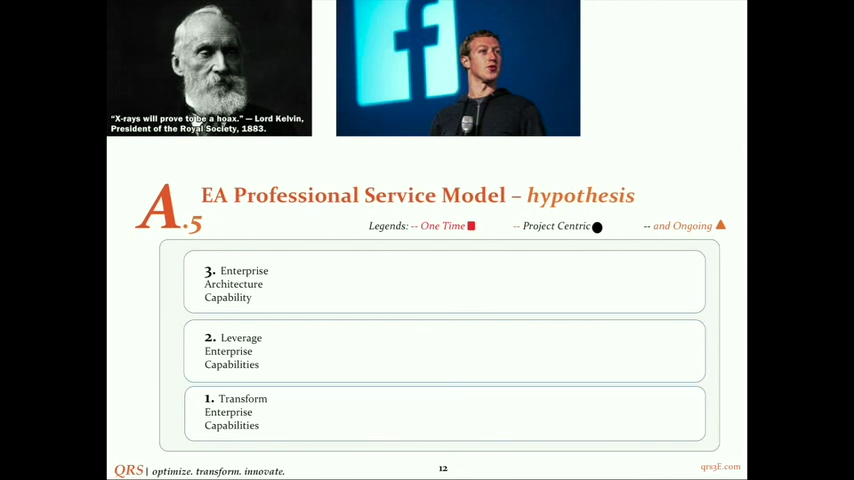 "X-rays will prove to be a hoax." — Lord Kelvin,
President of the Royal Society, 1883.
f
A.5
EA Professional Service Model – hypothesis
Legends: -- One Time -- Project Centric -- and Ongoing
3. Enterprise
Architecture
Capability
2. Leverage
Enterprise
Capabilities
1. Transform
Enterprise
Capabilities
QRS | optimize. transform. innovate.
12
qrs3E.com